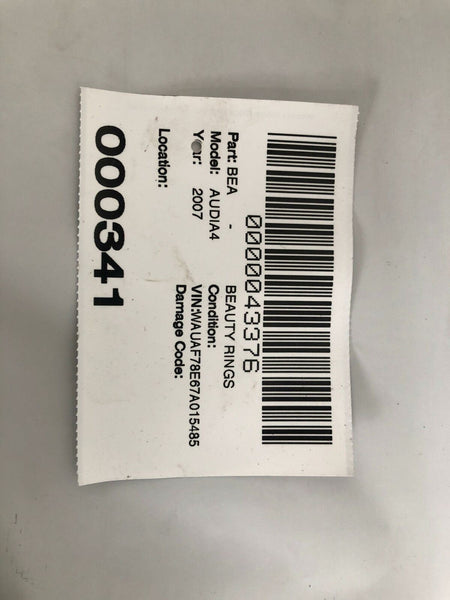 0000043376
Part: BEA - BEAUTY RINGS
Model: AUDIA4 Condition:
Year: 2007 VIN:WAUAF78E67A015485
Damage Code:
Location:
000341